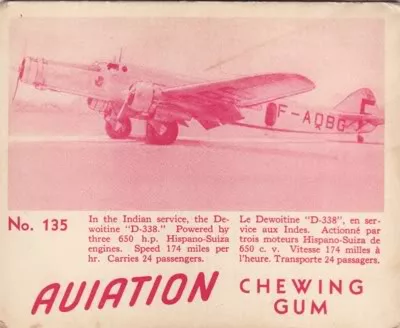 F-AQBG
No. 135
In the Indian service, the De-
woitine "D-338." Powered by
three 650 h.p. Hispano-Suiza
engines. Speed 174 miles per
hr. Carries 24 passengers.
Le Dewoitine "D-338", en ser-
vice aux Indes. Actionné par
trois moteurs Hispano-Suiza de
650 c. v. Vitesse 174 milles à
l'heure. Transporte 24 passagers.
AVIATION CHEWING
GUM